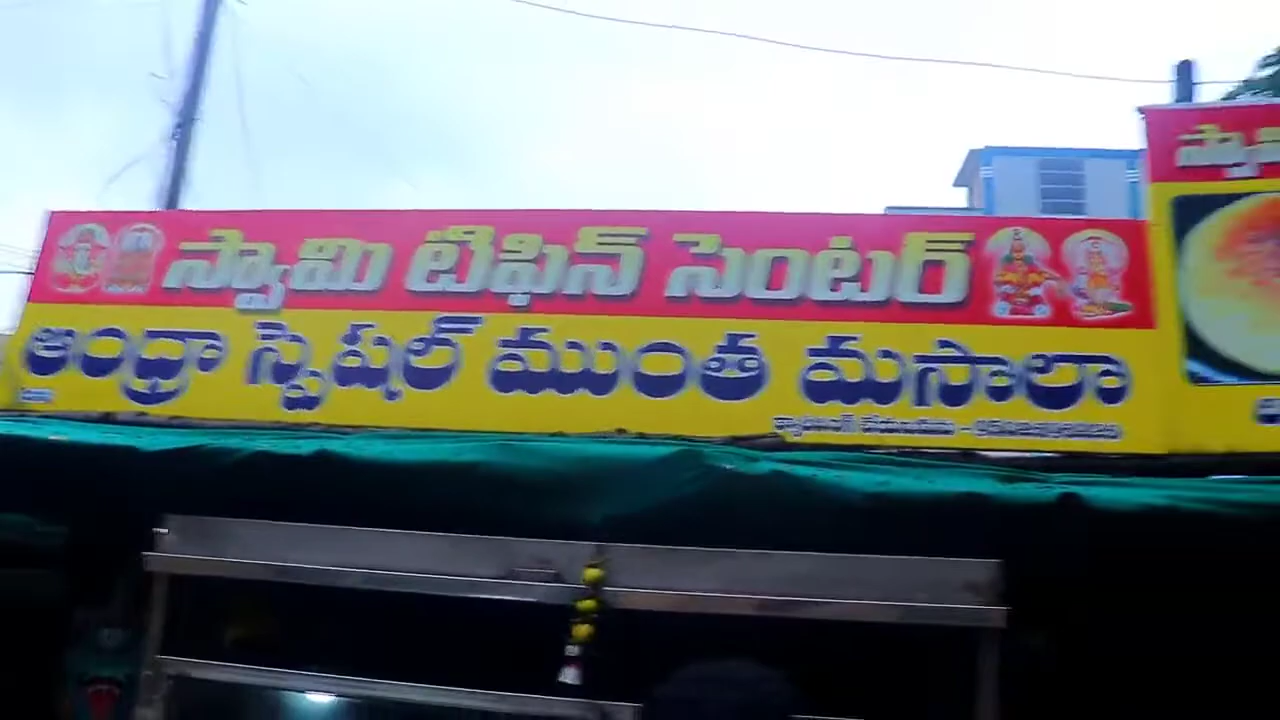 స్వామి టిఫిన్ సెంటర్
ఆంధ్రా స్పెషల్ ముంత మసాలా